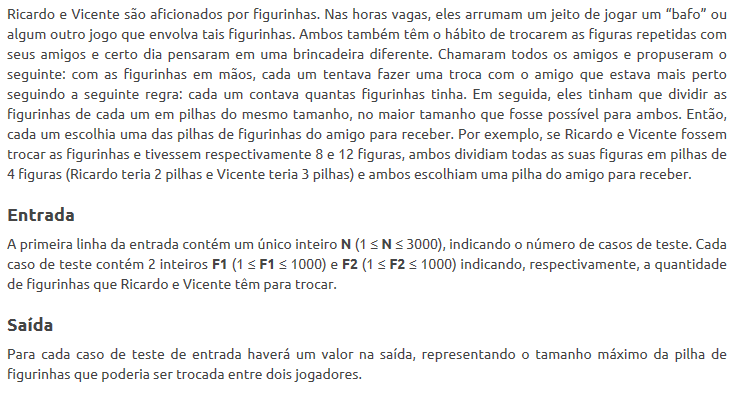 Ricardo e Vicente são aficionados por figurinhas. Nas horas vagas, eles arrumam um jeito de jogar um “bafo” ou
algum outro jogo que envolva tais figurinhas. Ambos também têm o hábito de trocarem as figuras repetidas com
seus amigos e certo dia pensaram em uma brincadeira diferente. Chamaram todos os amigos e propuseram o
seguinte: com as figurinhas em mãos, cada um tentava fazer uma troca com o amigo que estava mais perto
seguindo a seguinte regra: cada um contava quantas figurinhas tinha. Em seguida, eles tinham que dividir as
figurinhas de cada um em pilhas do mesmo tamanho, no maior tamanho que fosse possível para ambos. Então,
cada um escolhia uma das pilhas de figurinhas do amigo para receber. Por exemplo, se Ricardo e Vicente fossem
trocar as figurinhas e tivessem respectivamente 8 e 12 figuras, ambos dividiam todas as suas figuras em pilhas de
4 figuras (Ricardo teria 2 pilhas e Vicente teria 3 pilhas) e ambos escolhiam uma pilha do amigo para receber.
Entrada
A primeira linha da entrada contém um único inteiro N (1 ≤ N ≤ 3000), indicando o número de casos de teste. Cada
caso de teste contém 2 inteiros F1 (1 ≤ F1 ≤ 1000) e F2 (1 ≤ F2 ≤ 1000) indicando, respectivamente, a quantidade
de figurinhas que Ricardo e Vicente têm para trocar.
Saída
Para cada caso de teste de entrada haverá um valor na saída, representando o tamanho máximo da pilha de
figurinhas que poderia ser trocada entre dois jogadores.